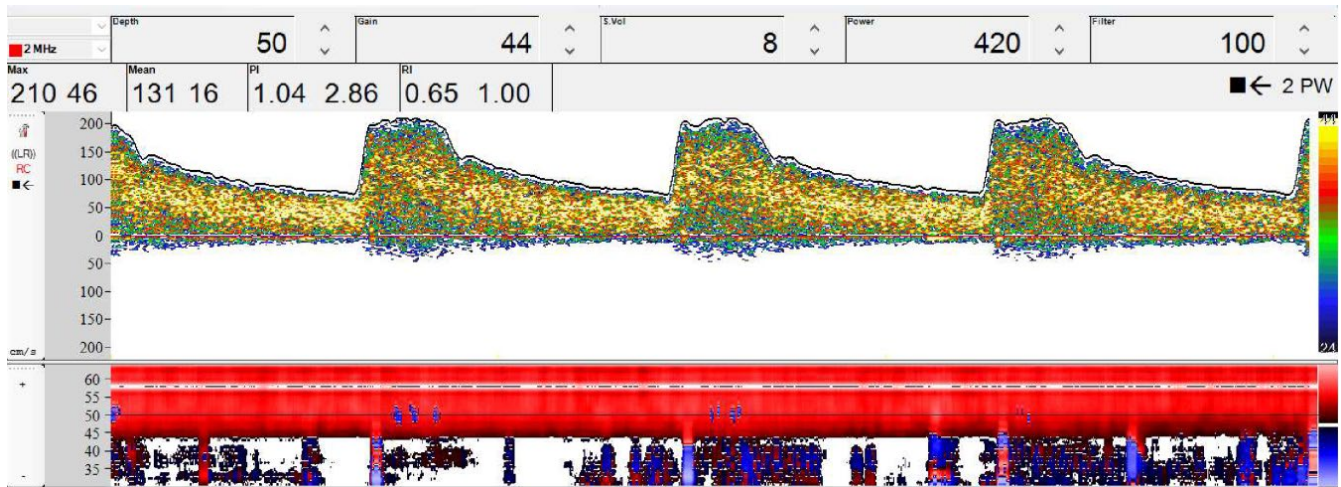 Depth Gain S.Vol Power Filter
2 MHz 50 44 8 420 100
Max Mean PI RI
210 46 131 16 1.04 2.86 0.65 1.00
2 PW
200
((LR)) 150
RC
100
50
0
50
100
150
cm/s 200
24
+ 60
55
50
45
40
- 35